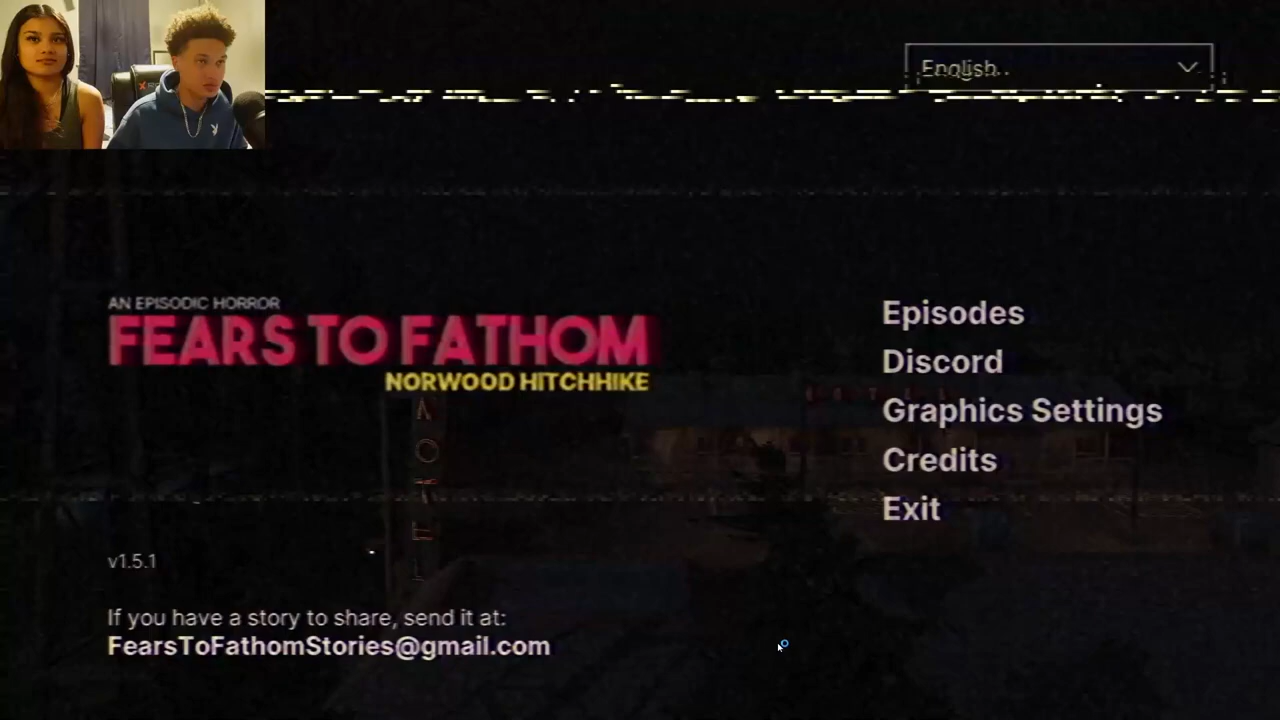 English
AN EPISODIC HORROR
FEARS TO FATHOM
NORWOOD HITCHHIKE
Episodes
Discord
Graphics Settings
Credits
Exit
v1.5.1
If you have a story to share, send it at:
FearsToFathomStories@gmail.com